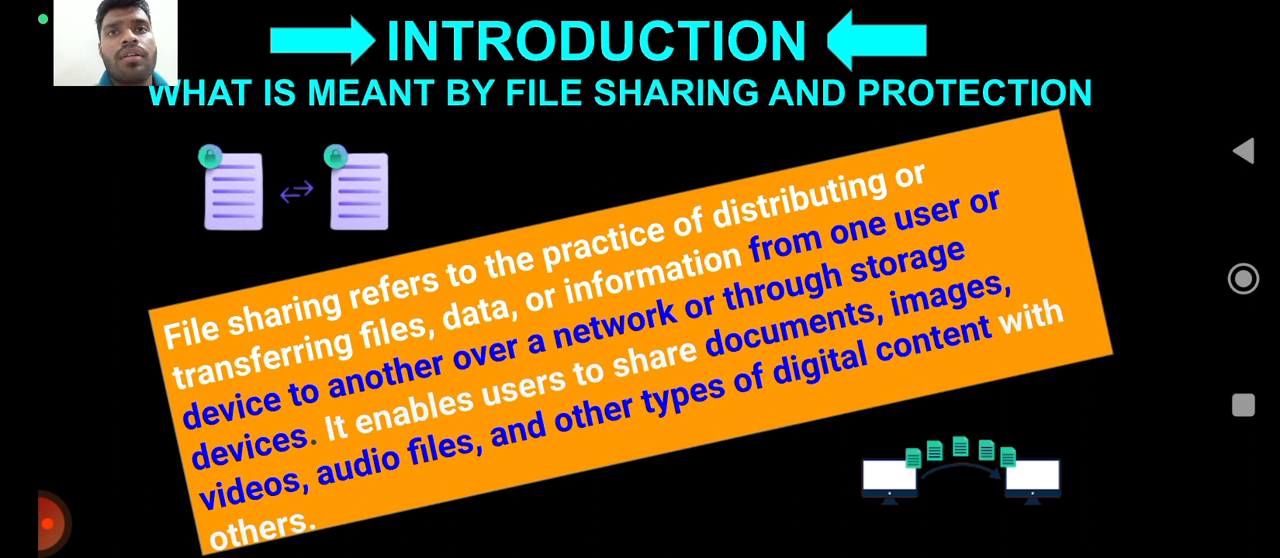 INTRODUCTION
WHAT IS MEANT BY FILE SHARING AND PROTECTION
File sharing refers to the practice of distributing or
transferring files, data, or information from one user or
device to another over a network or through storage
devices. It enables users to share documents, images,
videos, audio files, and other types of digital content with
others.